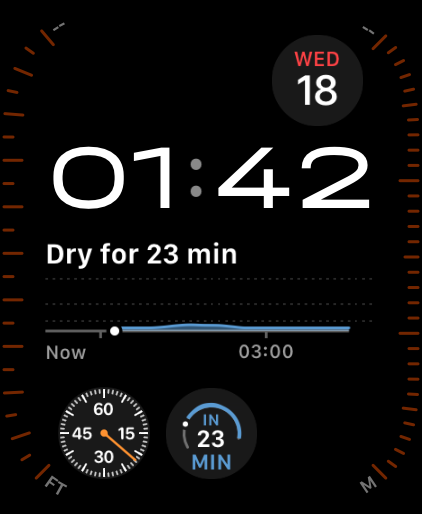 --
--
WED
18
01:42
Dry for 23 min
Now
03:00
60
45
15
30
IN
23
MIN
FT
M